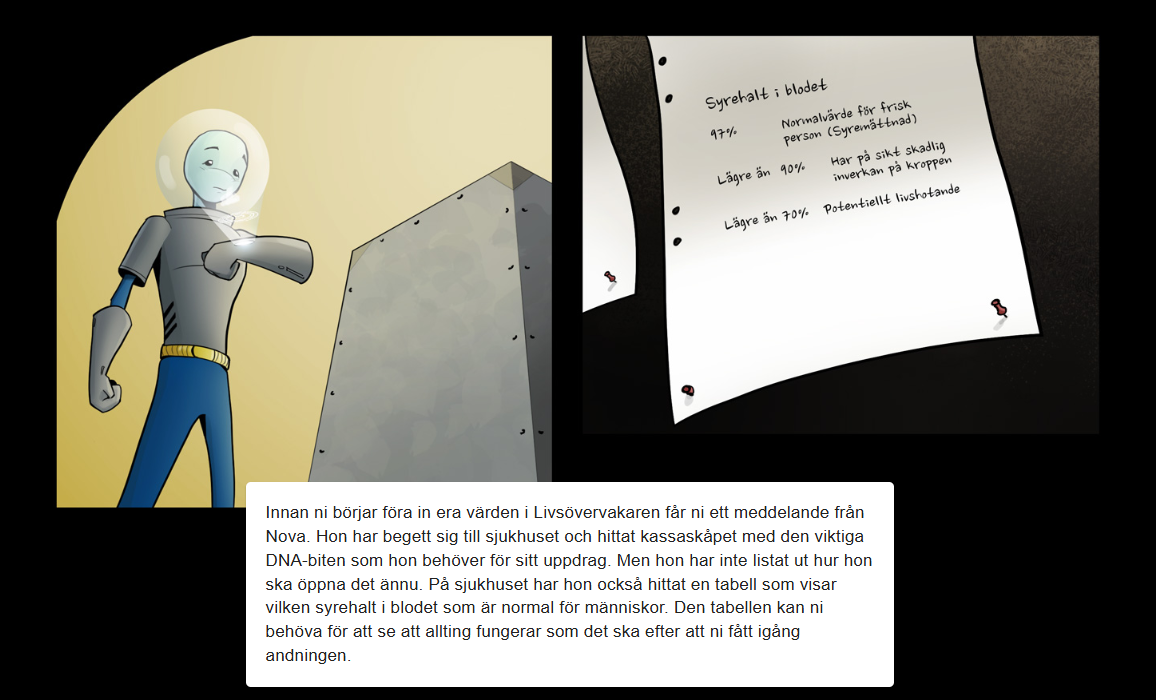 Syrehalt i blodet
97% Normalvärde för frisk
person (Syremättnad)
Lägre än 90% Har på sikt skadlig
inverkan på kroppen
Lägre än 70% Potentiellt livshotande
Innan ni börjar föra in era värden i Livsövervakaren får ni ett meddelande från
Nova. Hon har begett sig till sjukhuset och hittat kassaskåpet med den viktiga
DNA-biten som hon behöver för sitt uppdrag. Men hon har inte listat ut hur hon
ska öppna det ännu. På sjukhuset har hon också hittat en tabell som visar
vilken syrehalt i blodet som är normal för människor. Den tabellen kan ni
behöva för att se att allting fungerar som det ska efter att ni fått igång
andningen.